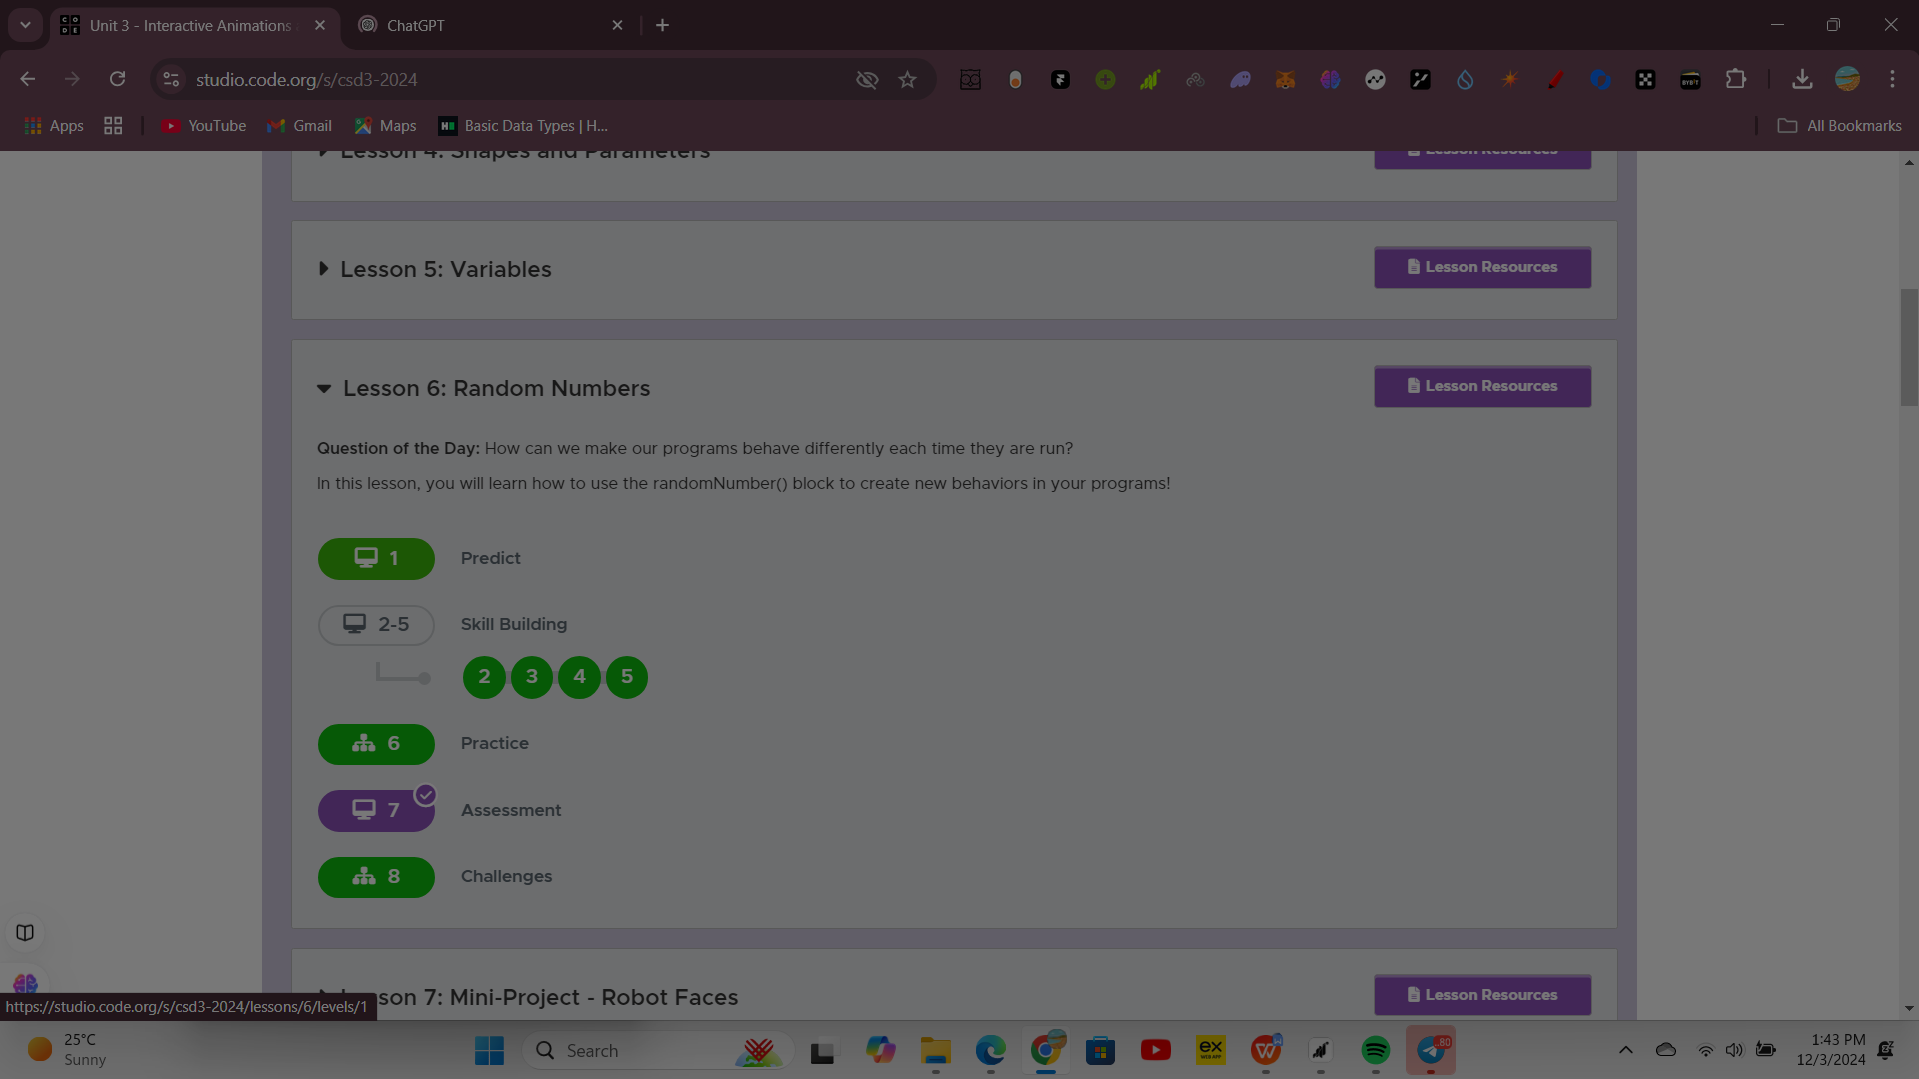 Unit 3 - Interactive Animations
ChatGPT
studio.code.org/s/csd3-2024
Apps
YouTube
Gmail
Maps
Basic Data Types | H...
All Bookmarks
Lesson 4: Shapes and Parameters
Lesson Resources
Lesson 5: Variables
Lesson Resources
Lesson 6: Random Numbers
Lesson Resources
Question of the Day: How can we make our programs behave differently each time they are run?
In this lesson, you will learn how to use the randomNumber() block to create new behaviors in your programs!
1 Predict
2-5 Skill Building
2 3 4 5
6 Practice
7 Assessment
8 Challenges
son 7: Mini-Project - Robot Faces
Lesson Resources
https://studio.code.org/s/csd3-2024/lessons/6/levels/1
25°C
Sunny
Search
80
1:43 PM
12/3/2024